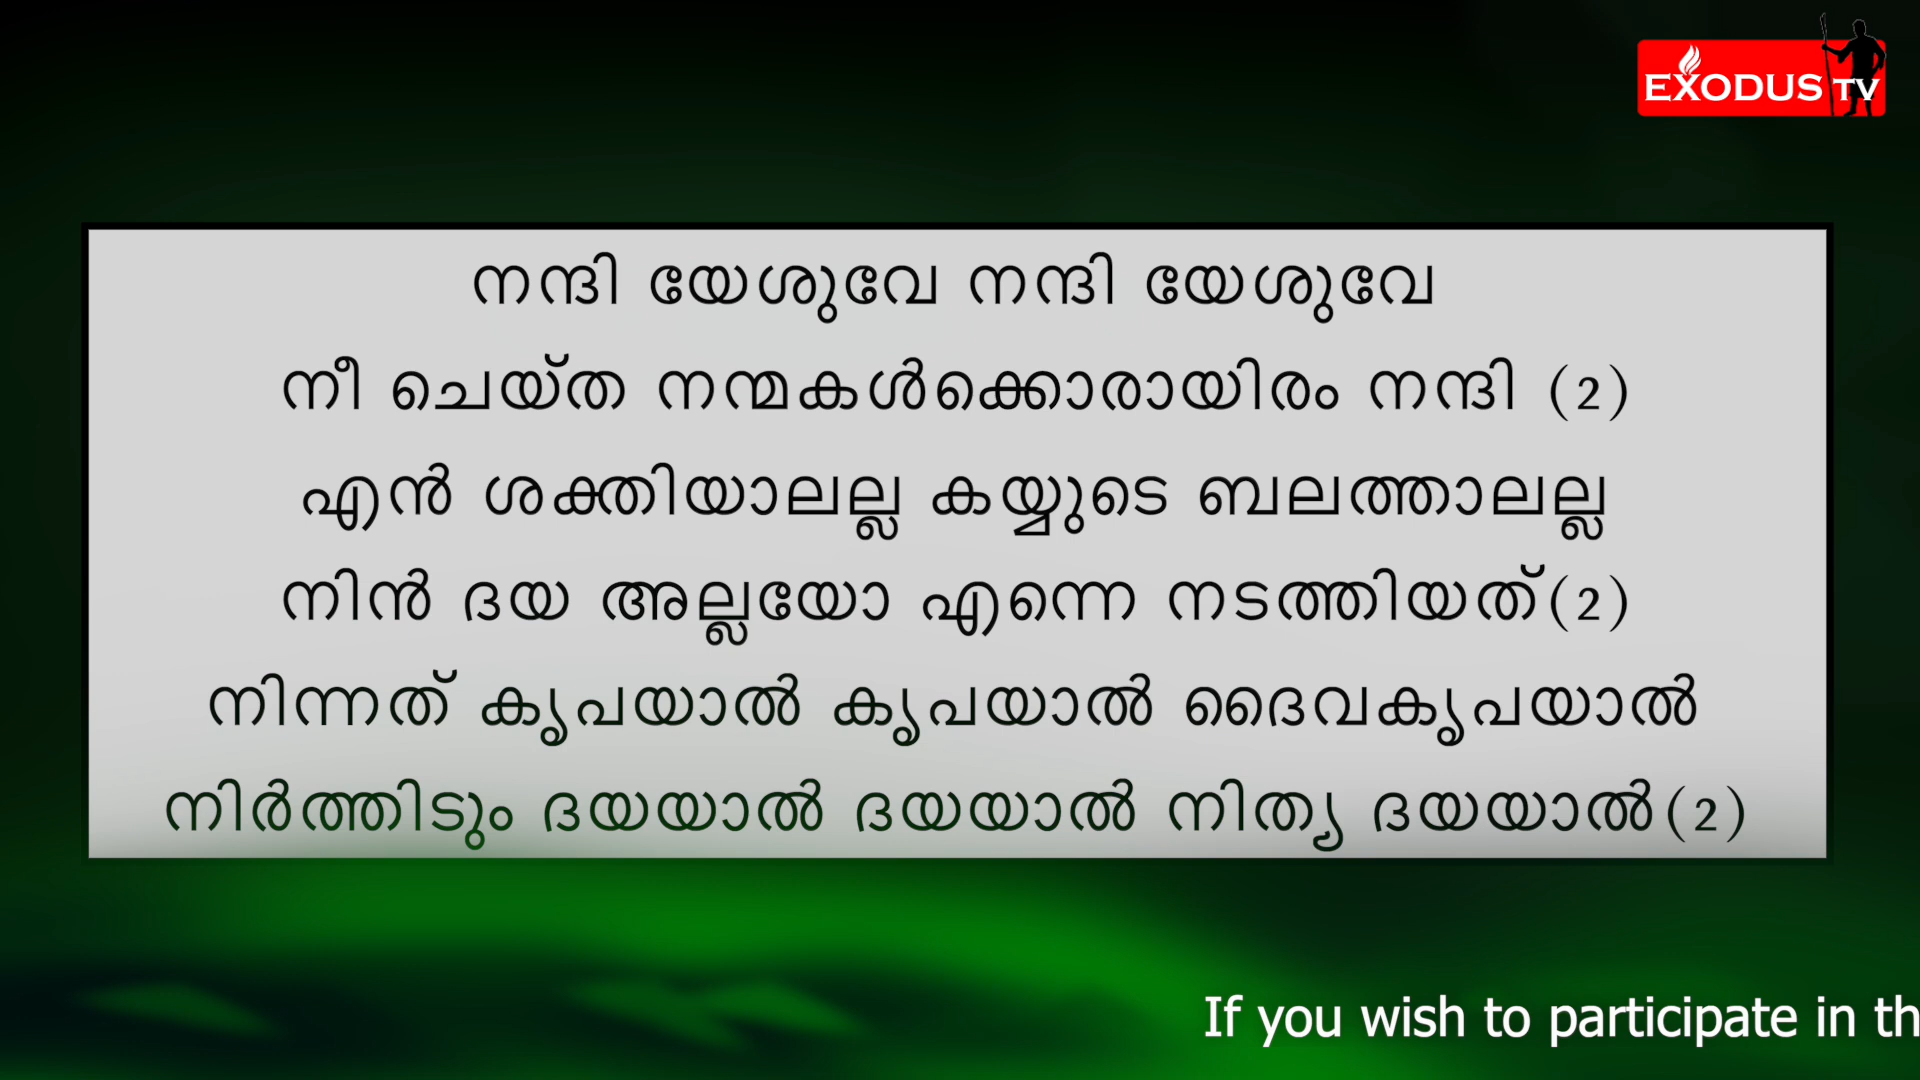 EXODUS TV
നന്ദി യേശുവേ നന്ദി യേശുവേ
നീ ചെയ്ത നന്മകൾക്കൊരായിരം നന്ദി (2)
എൻ ശക്തിയാലല്ല കയ്യുടെ ബലത്താലല്ല
നിൻ ദയ അല്ലയോ എന്നെ നടത്തിയത്(2)
നിന്നത് കൃപയാൽ കൃപയാൽ ദൈവകൃപയാൽ
നിർത്തിടും ദയയാൽ ദയയാൽ നിത്യ ദയയാൽ(2)
If you wish to participate in th